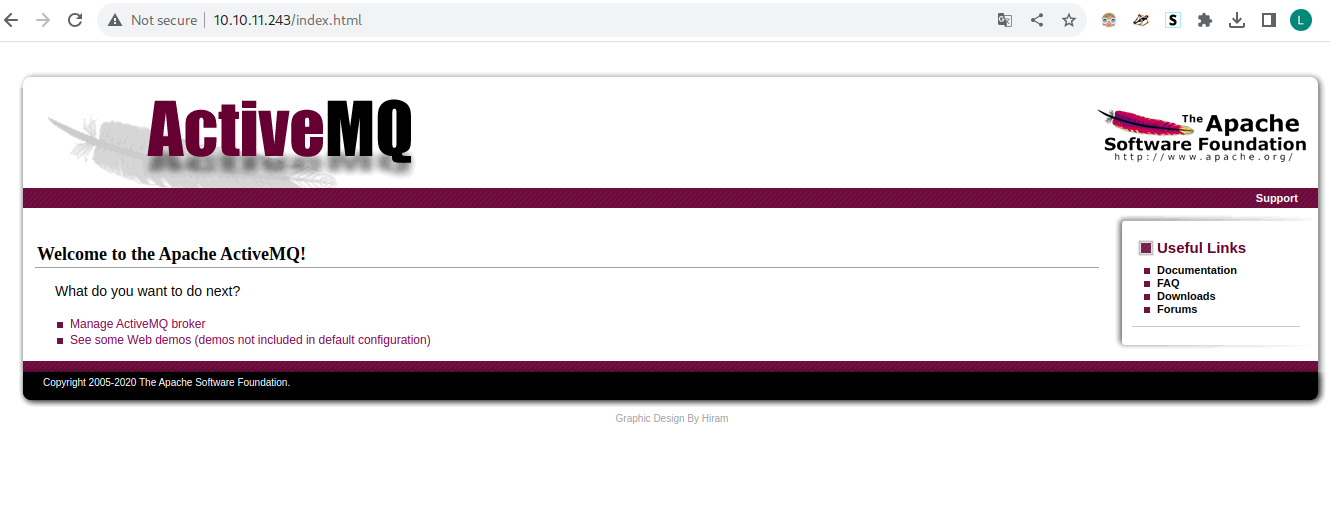 Not secure 10.10.11.243/index.html
S
L
ActiveMQ
The Apache
Software Foundation
http://www.apache.org/
Support
Welcome to the Apache ActiveMQ!
What do you want to do next?
Manage ActiveMQ broker
See some Web demos (demos not included in default configuration)
Useful Links
Documentation
FAQ
Downloads
Forums
Copyright 2005-2020 The Apache Software Foundation.
Graphic Design By Hiram